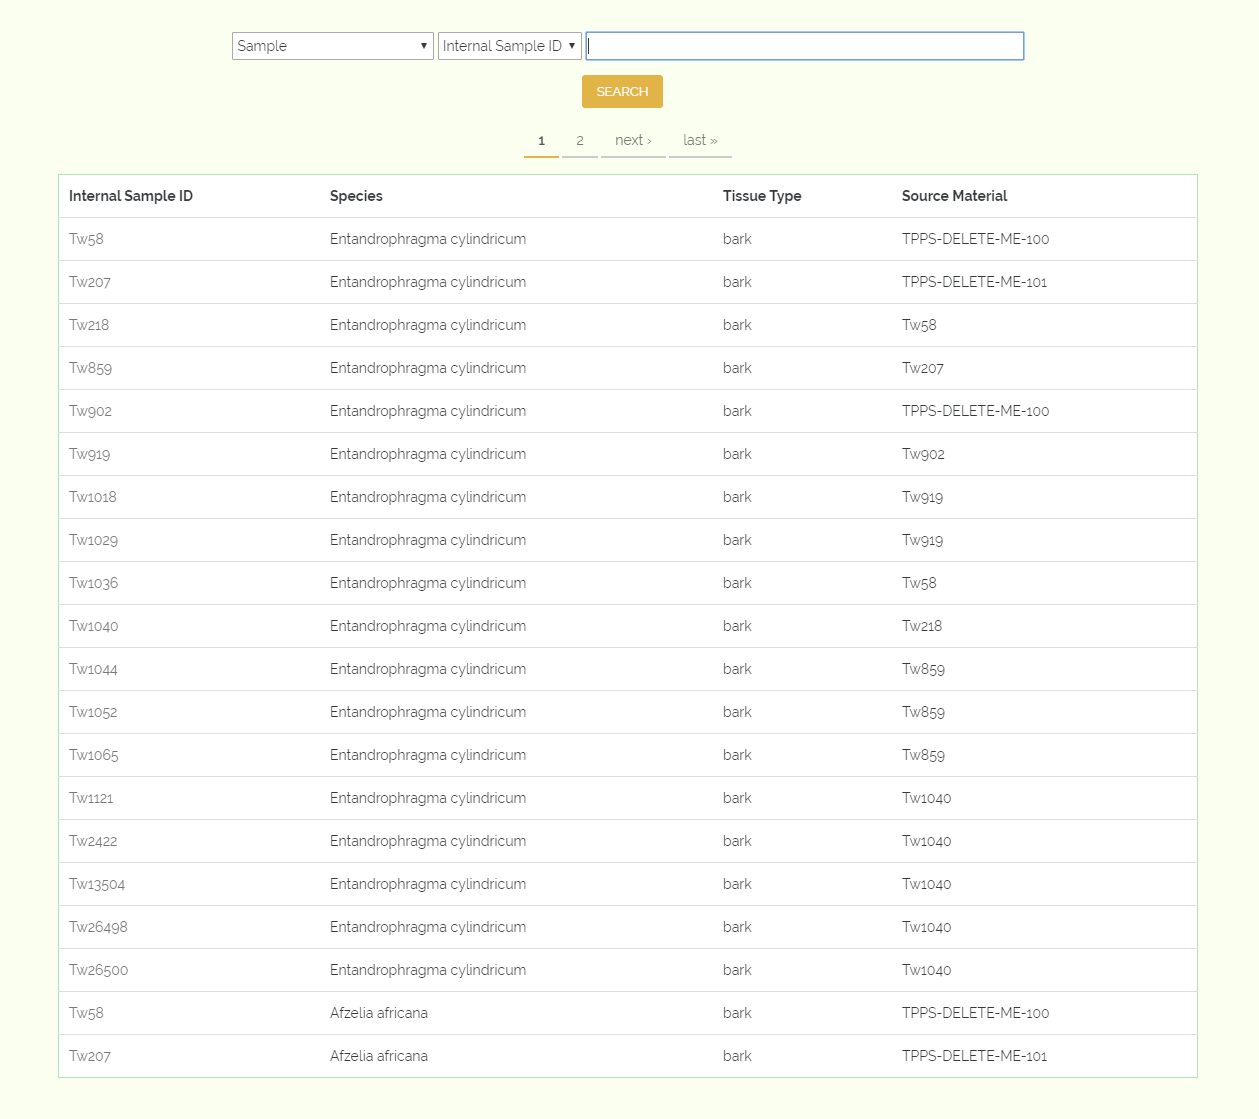 Sample ▼ Internal Sample ID ▼
SEARCH
1 2 next › last »
Internal Sample ID Species Tissue Type Source Material
Tw58 Entandrophragma cylindricum bark TPPS-DELETE-ME-100
Tw207 Entandrophragma cylindricum bark TPPS-DELETE-ME-101
Tw218 Entandrophragma cylindricum bark Tw58
Tw859 Entandrophragma cylindricum bark Tw207
Tw902 Entandrophragma cylindricum bark TPPS-DELETE-ME-100
Tw919 Entandrophragma cylindricum bark Tw902
Tw1018 Entandrophragma cylindricum bark Tw919
Tw1029 Entandrophragma cylindricum bark Tw919
Tw1036 Entandrophragma cylindricum bark Tw58
Tw1040 Entandrophragma cylindricum bark Tw218
Tw1044 Entandrophragma cylindricum bark Tw859
Tw1052 Entandrophragma cylindricum bark Tw859
Tw1065 Entandrophragma cylindricum bark Tw859
Tw1121 Entandrophragma cylindricum bark Tw1040
Tw2422 Entandrophragma cylindricum bark Tw1040
Tw13504 Entandrophragma cylindricum bark Tw1040
Tw26498 Entandrophragma cylindricum bark Tw1040
Tw26500 Entandrophragma cylindricum bark Tw1040
Tw58 Afzelia africana bark TPPS-DELETE-ME-100
Tw207 Afzelia africana bark TPPS-DELETE-ME-101